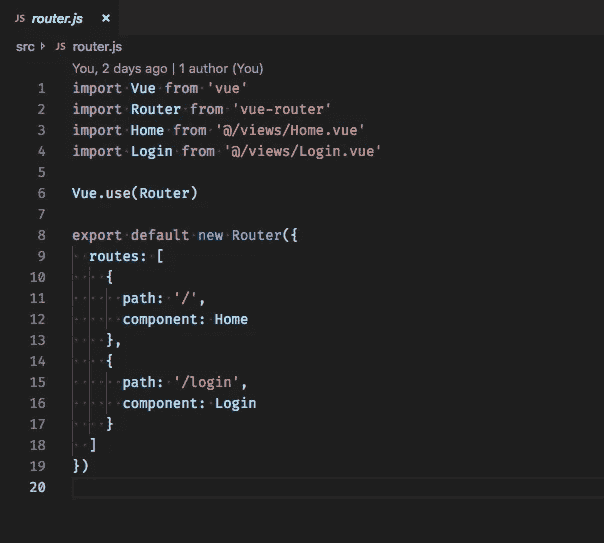 JS router.js ×
src JS router.js
You, 2 days ago | 1 author (You)
1 import Vue from 'vue'
2 import Router from 'vue-router'
3 import Home from '@/views/Home.vue'
4 import Login from '@/views/Login.vue'
5
6 Vue.use(Router)
7
8 export default new Router({
9   routes: [
10     {
11       path: '/',
12       component: Home
13     },
14     {
15       path: '/login',
16       component: Login
17     }
18   ]
19 })
20